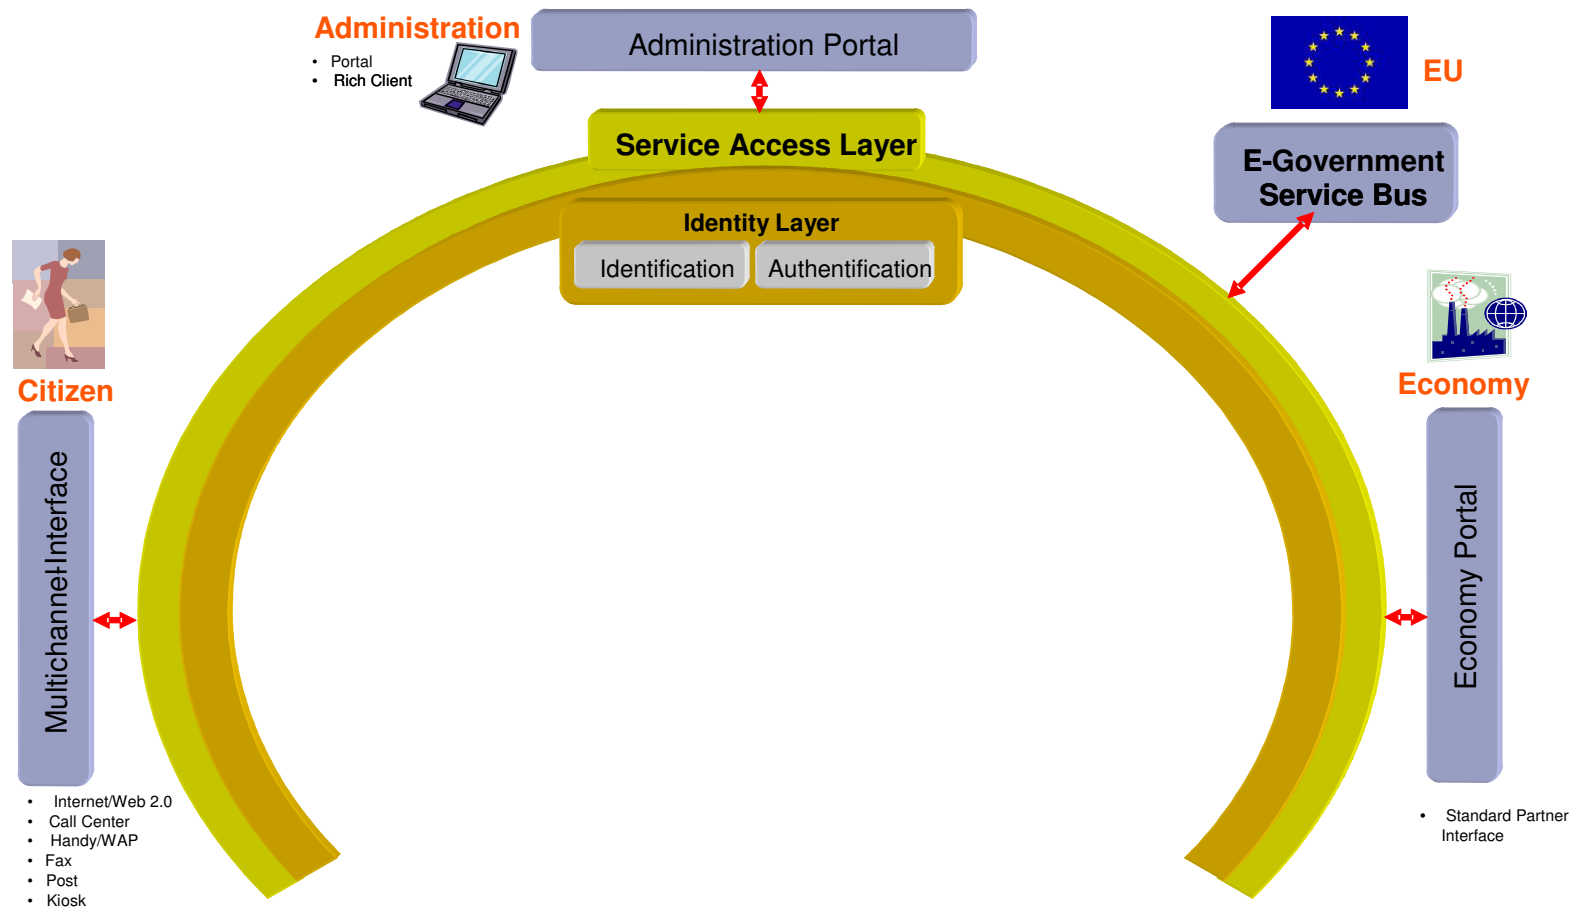 Administration
• Portal
• Rich Client
Administration Portal
EU
Service Access Layer
E-Government
Service Bus
Identity Layer
Identification
Authentification
Citizen
Economy
Multichannel-Interface
Economy Portal
• Internet/Web 2.0
• Call Center
• Handy/WAP
• Fax
• Post
• Kiosk
• Standard Partner
Interface